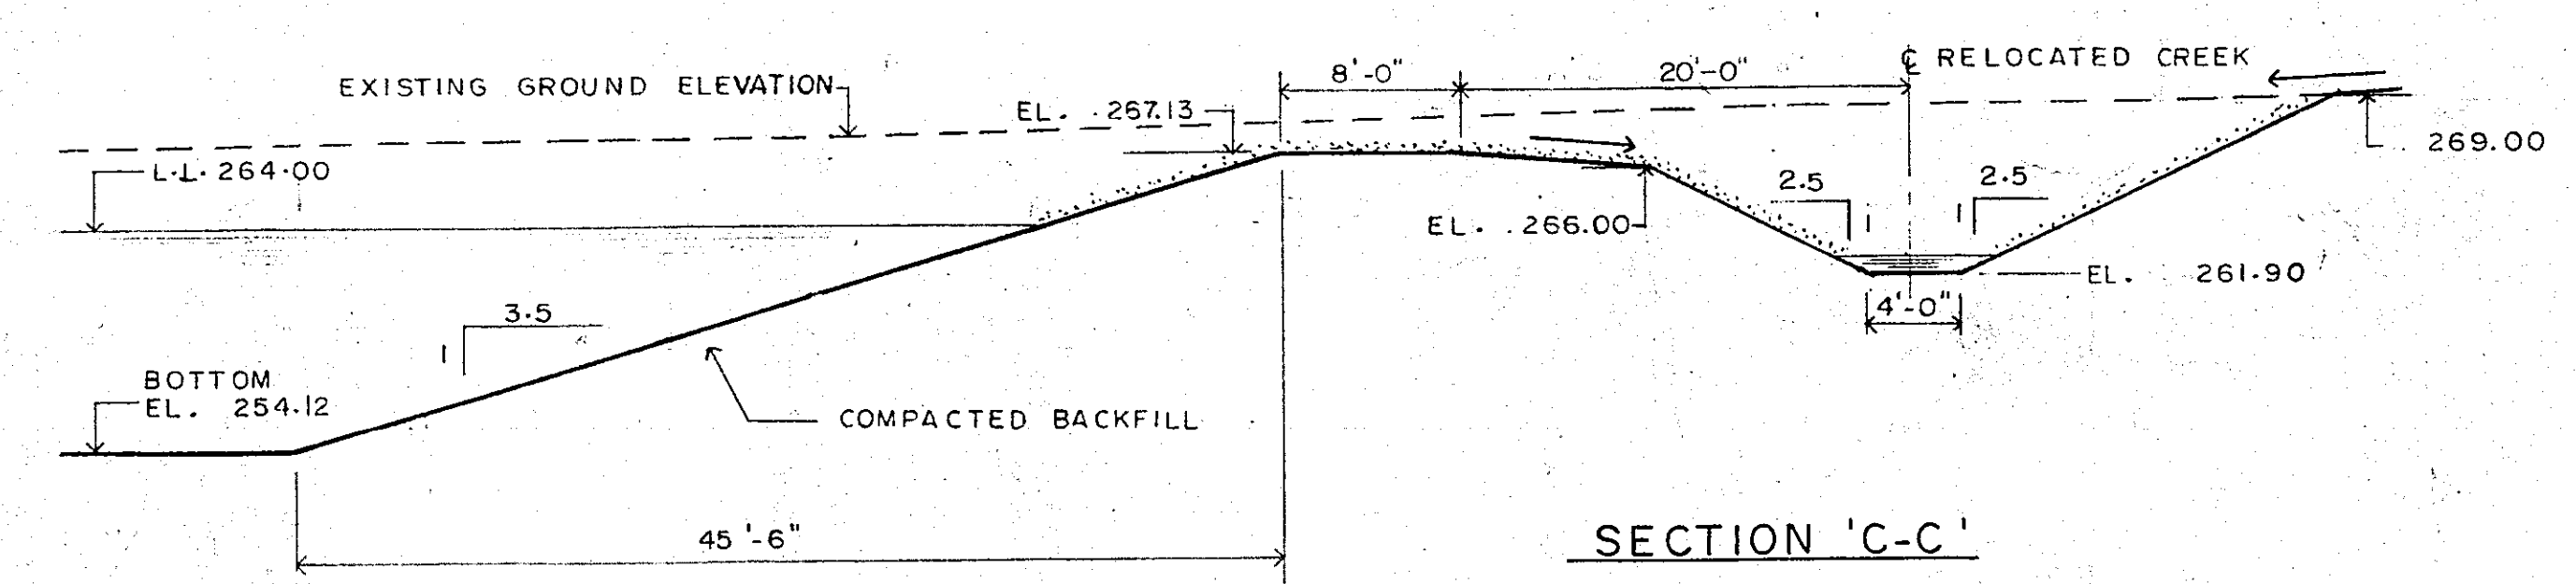 8'-0"
20'-0"
℄ RELOCATED CREEK
EXISTING GROUND ELEVATION
EL. 267.13
269.00
L.L. 264.00
2.5
1
2.5
1
EL. 266.00
EL. 261.90
4'-0"
3.5
1
BOTTOM
EL. 254.12
COMPACTED BACKFILL
45'-6"
SECTION 'C-C'